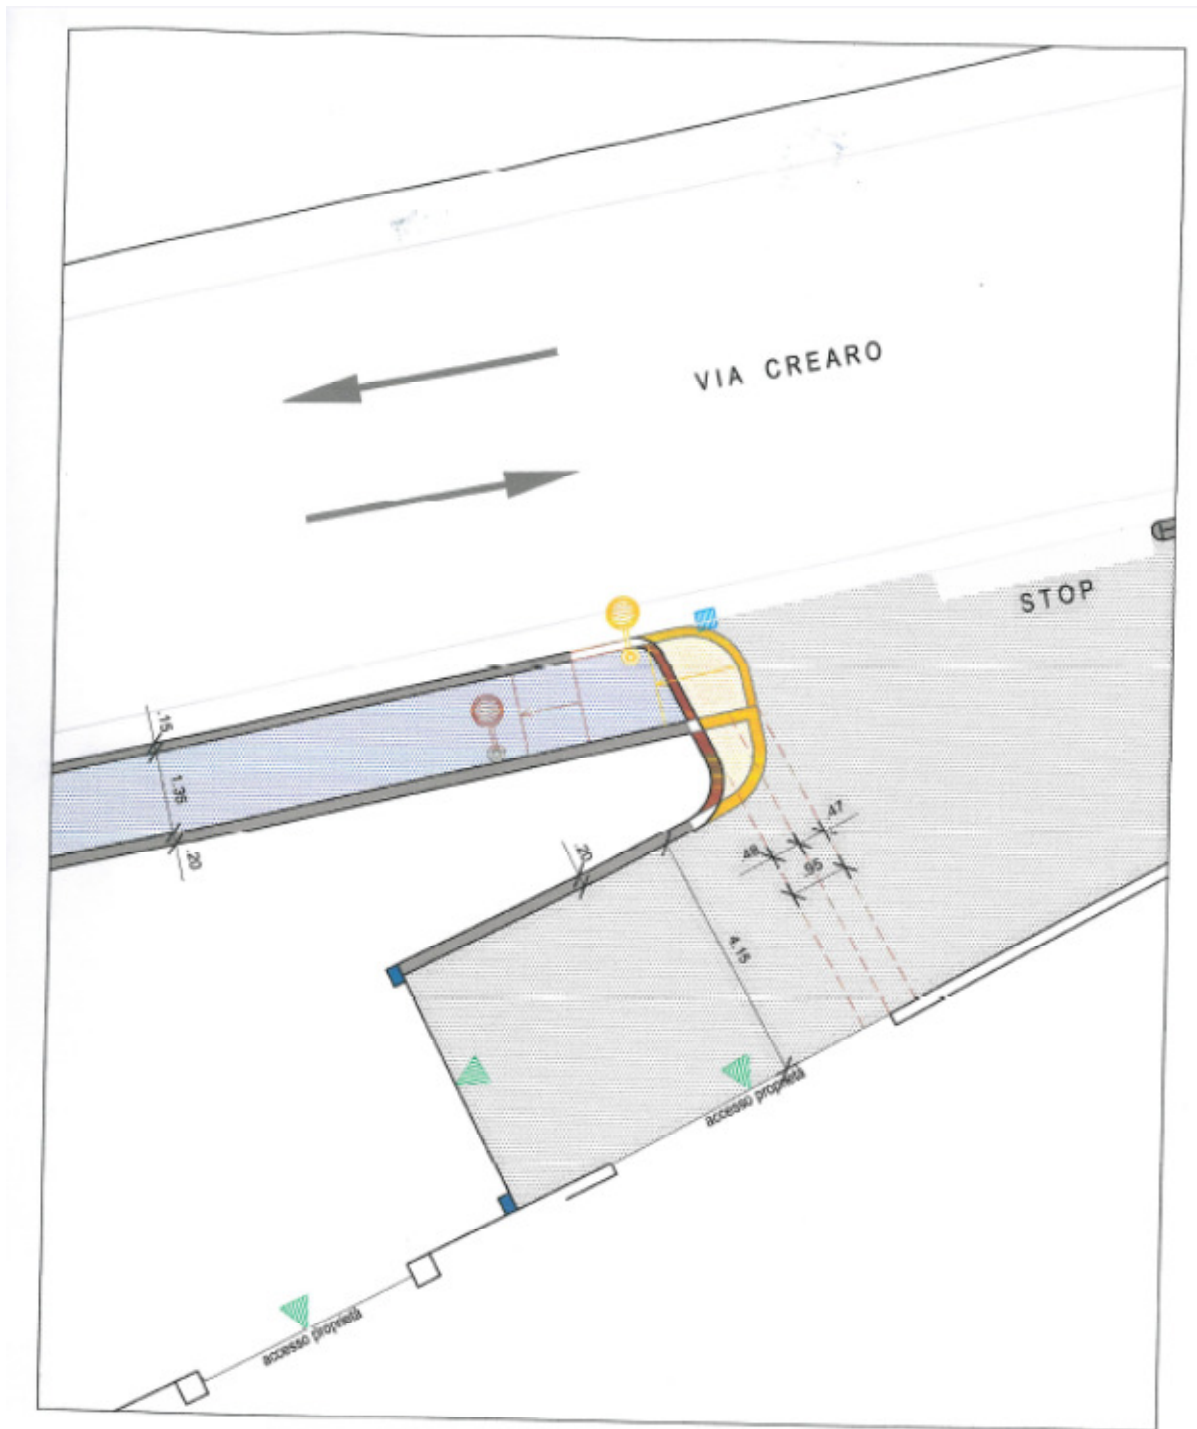 VIA CREARO
STOP
.15
1.35
.20
.20
.47
.48
.95
4.15
accesso proprietà
accesso proprietà